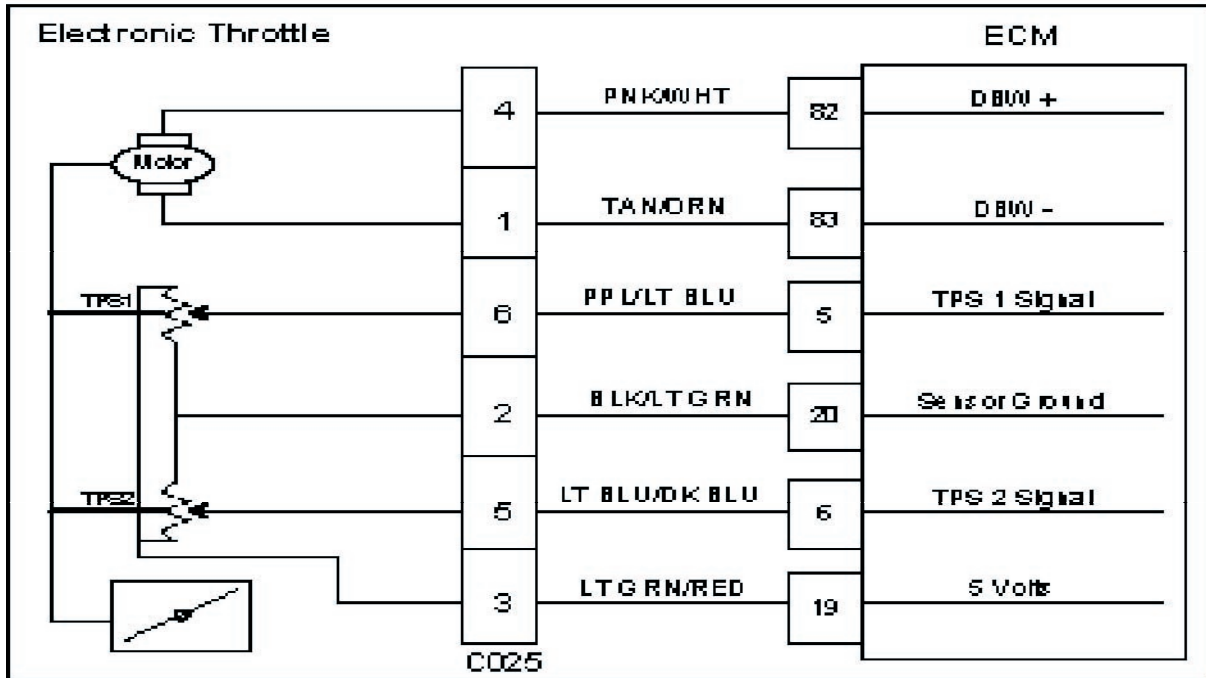 Electronic Throttle
ECM
4
PNK/WHT
82
DBW +
Motor
1
TAN/ORN
83
DBW -
TPS1
6
PPL/LT BLU
5
TPS 1 Signal
2
BLK/LT GRN
20
Sensor Ground
TPS2
5
LT BLU/DK BLU
6
TPS 2 Signal
3
LT GRN/RED
19
5 Volts
C025